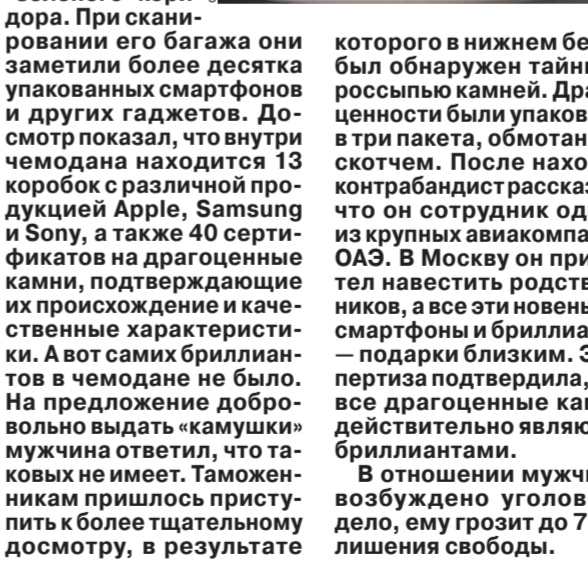 дора. При скани-
ровании его багажа они
заметили более десятка
упакованных смартфонов
и других гаджетов. До-
смотр показал, что внутри
чемодана находится 13
коробок с различной про-
дукцией Apple, Samsung
и Sony, а также 40 серти-
фикатов на драгоценные
камни, подтверждающие
их происхождение и каче-
ственные характеристи-
ки. А вот самих бриллиан-
тов в чемодане не было.
На предложение добро-
вольно выдать «камушки»
мужчина ответил, что та-
ковых не имеет. Таможен-
никам пришлось присту-
пить к более тщательному
досмотру, в результате
которого в нижнем бе
был обнаружен тайни
россыпью камней. Дра
ценности были упаков
в три пакета, обмотан
скотчем. После нахо
контрабандист рассказ
что он сотрудник од
из крупных авиакомпа
ОАЭ. В Москву он при
тел навестить родств
ников, а все эти новень
смартфоны и бриллиа
— подарки близким. Э
пертиза подтвердила,
все драгоценные кам
действительно являю
бриллиантами.
В отношении мужчи
возбуждено уголов
дело, ему грозит до 7
лишения свободы.